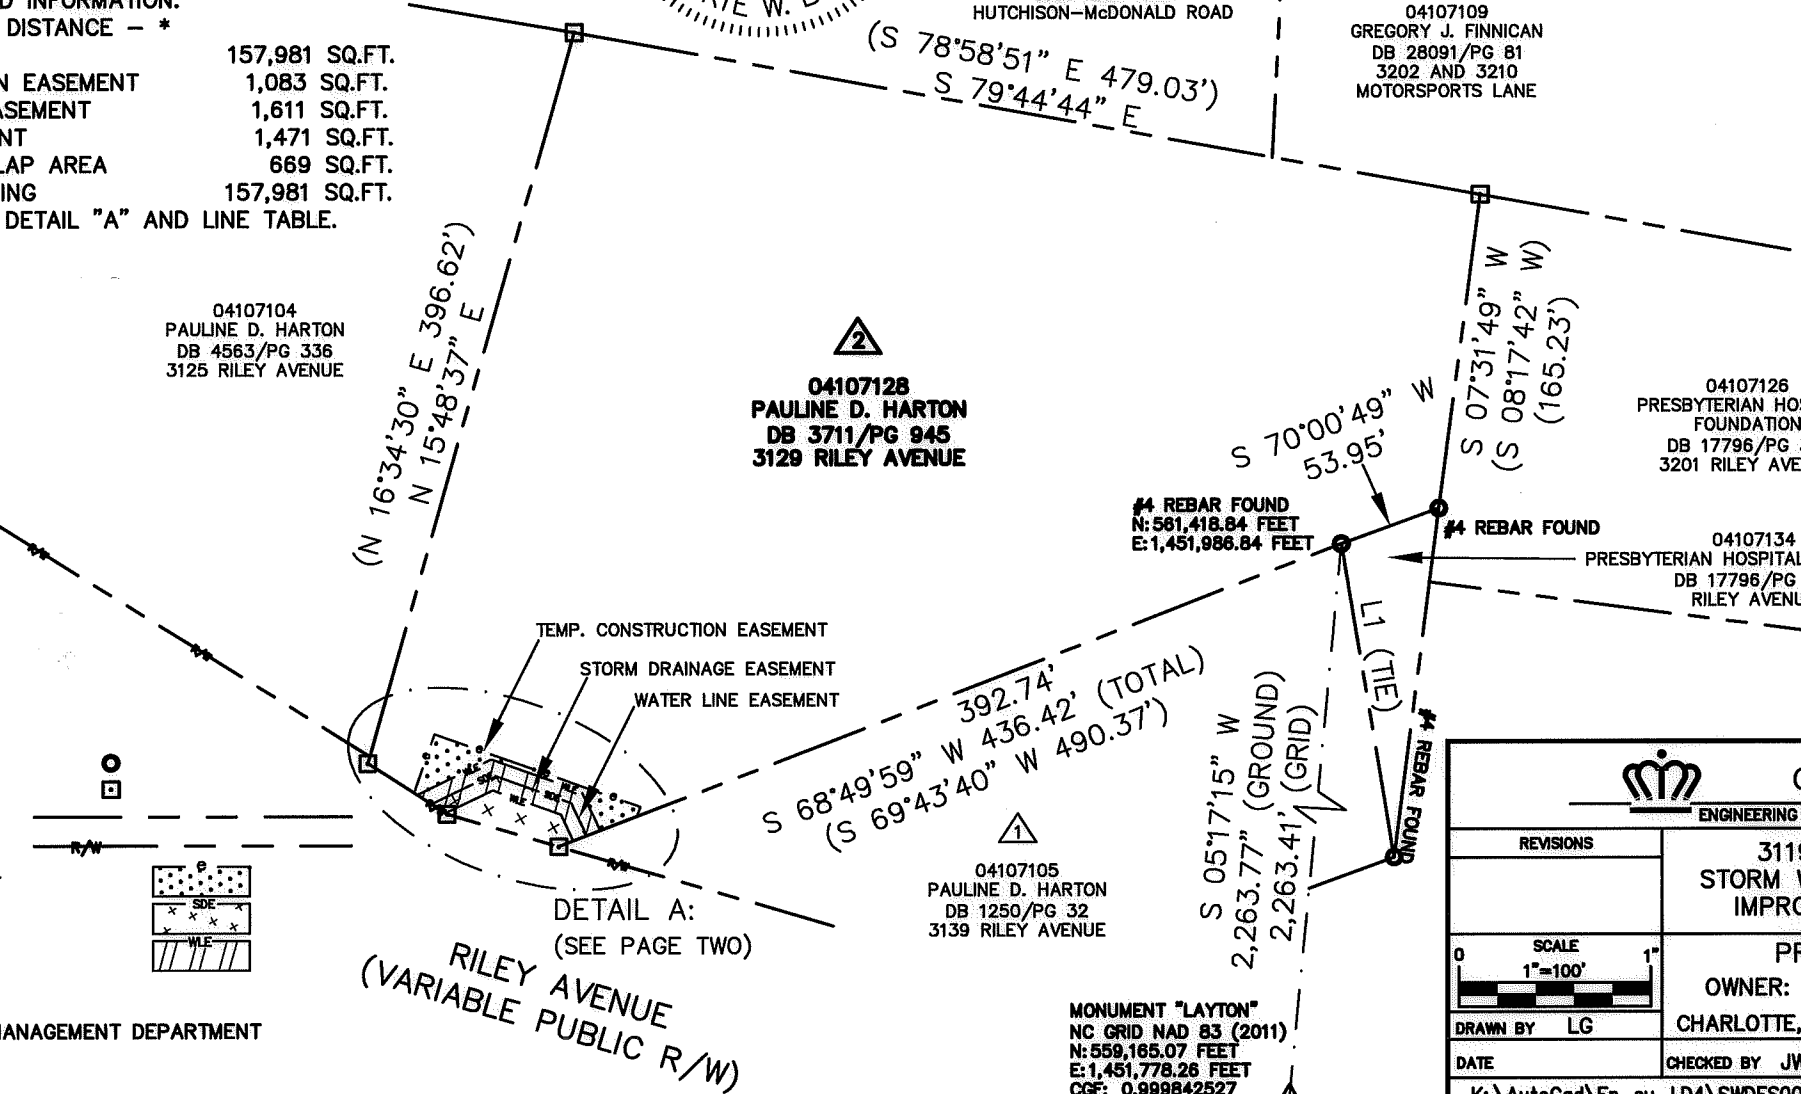 D INFORMATION.
DISTANCE – *
157,981 SQ.FT.
N EASEMENT 1,083 SQ.FT.
ASEMENT 1,611 SQ.FT.
NT 1,471 SQ.FT.
LAP AREA 669 SQ.FT.
ING 157,981 SQ.FT.
DETAIL "A" AND LINE TABLE.
HUTCHISON–McDONALD ROAD
(S 78°58'51" E 479.03')
S 79°44'44" E
04107109
GREGORY J. FINNICAN
DB 28091/PG 81
3202 AND 3210
MOTORSPORTS LANE
04107104
PAULINE D. HARTON
DB 4563/PG 336
3125 RILEY AVENUE
(N 16°34'30" E 396.62')
N 15°48'37" E
2
04107128
PAULINE D. HARTON
DB 3711/PG 945
3129 RILEY AVENUE
S 07°31'49" W
(S 08°17'42" W)
(165.23')
S 70°00'49" W
53.95'
04107126
PRESBYTERIAN HOS
FOUNDATION
DB 17796/PG
3201 RILEY AVE
#4 REBAR FOUND
N:561,418.84 FEET
E:1,451,986.84 FEET
#4 REBAR FOUND
04107134
PRESBYTERIAN HOSPITAL
DB 17796/PG
RILEY AVENU
L1 (TIE)
#4 REBAR FOUND
TEMP. CONSTRUCTION EASEMENT
STORM DRAINAGE EASEMENT
WATER LINE EASEMENT
392.74'
S 68°49'59" W 436.42' (TOTAL)
(S 69°43'40" W 490.37')
S 05°17'15" W
2,263.77' (GROUND)
2,263.41' (GRID)
R/W
R/W
e
e
e
e
WLE
SDE
WLE
SDE
WLE
R/W
R/W
1
04107105
PAULINE D. HARTON
DB 1250/PG 32
3139 RILEY AVENUE
DETAIL A:
(SEE PAGE TWO)
RILEY AVENUE
(VARIABLE PUBLIC R/W)
R/W
e
SDE
WLE
MANAGEMENT DEPARTMENT
MONUMENT "LAYTON"
NC GRID NAD 83 (2011)
N:559,165.07 FEET
E:1,451,778.26 FEET
CGF: 0.999842527
ENGINEERING
REVISIONS
3119
STORM
IMPRO
SCALE
0 1"
1"=100'
OWNER:
DRAWN BY LG
CHARLOTTE,
DATE
CHECKED BY JW